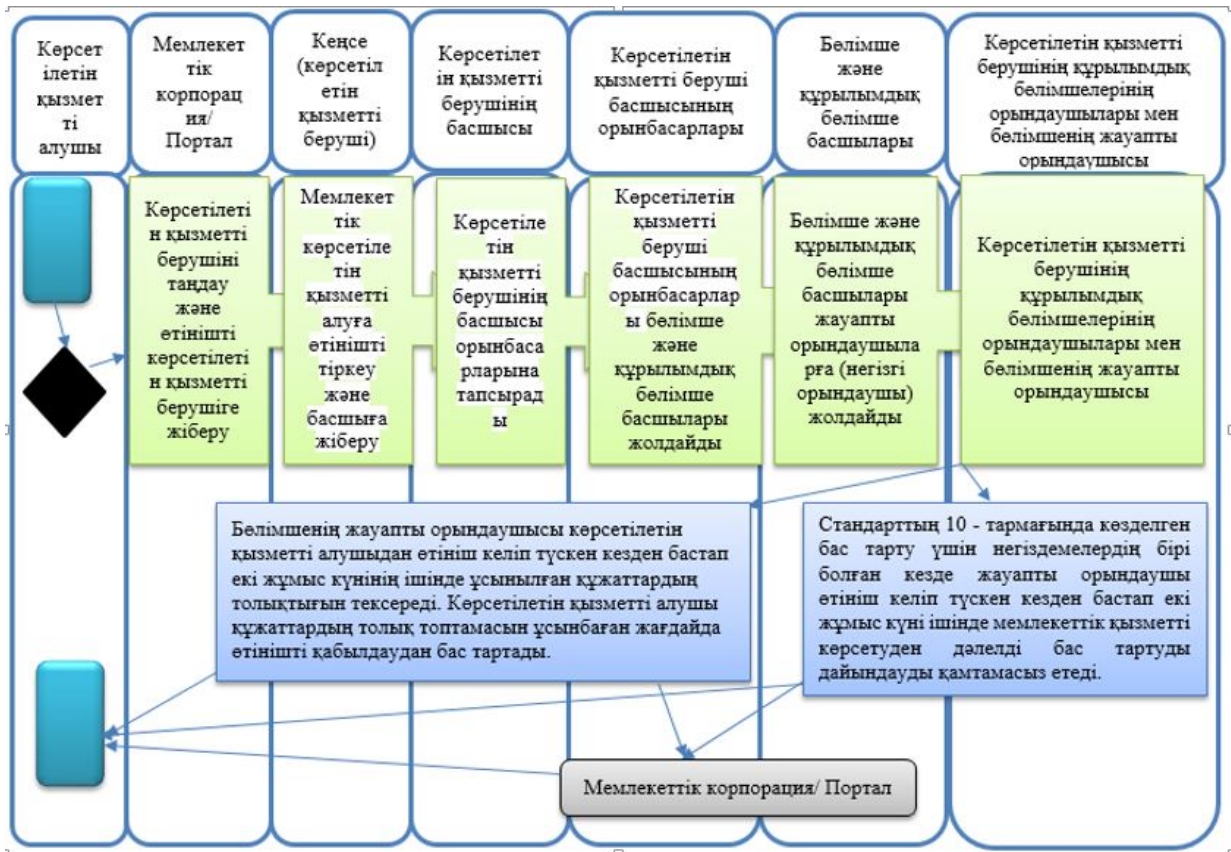 Көрсет
ілетін
қызмет
ті
алушы
Мемлекет
тік
корпорац
ия/
Портал
Кеңсе
(көрсетіл
етін
қызметті
беруші)
Көрсетілет
ін қызметті
берушінің
басшысы
Көрсетілетін
қызметті беруші
басшысының
орынбасарлары
Бөлімше
және
құрылымдық
бөлімше
басшылары
Көрсетілетін қызметті
берушінің құрылымдық
бөлімшелерінің
орындаушылары мен
бөлімшенің жауапты
орындаушысы
Көрсетілеті
н қызметті
берушіні
таңдау
және
өтінішті
көрсетілеті
н қызметті
берушіге
жіберу
Мемлекет
тік
көрсетіле
тін
қызметті
алуға
өтінішті
тіркеу
және
басшыға
жіберу
Көрсетіле
тін
қызметті
берушінің
басшысы
орынбаса
рларына
тапсырад
ы
Көрсетілетін
қызметті
беруші
басшысының
орынбасарлар
ы бөлімше
және
құрылымдық
бөлімше
басшылары
жолдайды
Бөлімше және
құрылымдық
бөлімше
басшылары
жауапты
орындаушыла
рға (негізгі
орындаушы)
жолдайды
Көрсетілетін қызметті
берушінің
құрылымдық
бөлімшелерінің
орындаушылары мен
бөлімшенің жауапты
орындаушысы
Бөлімшенің жауапты орындаушысы көрсетілетін
қызметті алушыдан өтініш келіп түскен кезден бастап
екі жұмыс күнінің ішінде ұсынылған құжаттардың
толықтығын тексереді. Көрсетілетін қызметті алушы
құжаттардың толық топтамасын ұсынбаған жағдайда
өтінішті қабылдаудан бас тартады.
Стандарттың 10 - тармағында көзделген
бас тарту үшін негіздемелердің бірі
болған кезде жауапты орындаушы
өтініш келіп түскен кезден бастап екі
жұмыс күні ішінде мемлекеттік қызметті
көрсетуден дәлелді бас тартуды
дайындауды қамтамасыз етеді.
Мемлекеттік корпорация/ Портал